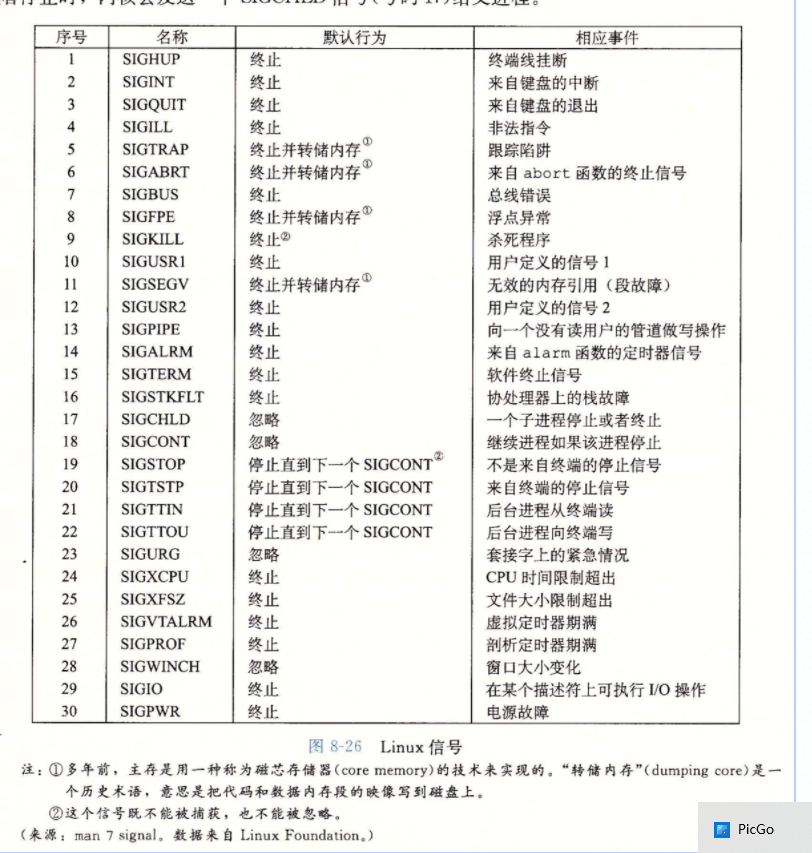 SIGCHLD 信号(号码17)给父进程。
序号 名称 默认行为 相应事件
1 SIGHUP 终止 终端线挂断
2 SIGINT 终止 来自键盘的中断
3 SIGQUIT 终止 来自键盘的退出
4 SIGILL 终止 非法指令
5 SIGTRAP 终止并转储内存① 跟踪陷阱
6 SIGABRT 终止并转储内存① 来自 abort 函数的终止信号
7 SIGBUS 终止 总线错误
8 SIGFPE 终止并转储内存① 浮点异常
9 SIGKILL 终止② 杀死程序
10 SIGUSR1 终止 用户定义的信号 1
11 SIGSEGV 终止并转储内存① 无效的内存引用（段故障）
12 SIGUSR2 终止 用户定义的信号 2
13 SIGPIPE 终止 向一个没有读用户的管道做写操作
14 SIGALRM 终止 来自 alarm 函数的定时器信号
15 SIGTERM 终止 软件终止信号
16 SIGSTKFLT 终止 协处理器上的栈故障
17 SIGCHLD 忽略 一个子进程停止或者终止
18 SIGCONT 忽略 继续进程如果该进程停止
19 SIGSTOP 停止直到下一个 SIGCONT② 不是来自终端的停止信号
20 SIGTSTP 停止直到下一个 SIGCONT 来自终端的停止信号
21 SIGTTIN 停止直到下一个 SIGCONT 后台进程从终端读
22 SIGTTOU 停止直到下一个 SIGCONT 后台进程向终端写
23 SIGURG 忽略 套接字上的紧急情况
24 SIGXCPU 终止 CPU 时间限制超出
25 SIGXFSZ 终止 文件大小限制超出
26 SIGVTALRM 终止 虚拟定时器期满
27 SIGPROF 终止 剖析定时器期满
28 SIGWINCH 忽略 窗口大小变化
29 SIGIO 终止 在某个描述符上可执行 I/O 操作
30 SIGPWR 终止 电源故障
图 8-26 Linux 信号
注：①多年前，主存是用一种称为磁芯存储器(core memory)的技术来实现的。“转储内存”(dumping core)是一
个历史术语，意思是把代码和数据内存段的映像写到磁盘上。
②这个信号既不能被捕获，也不能被忽略。
（来源：man 7 signal。数据来自 Linux Foundation。）
PicGo